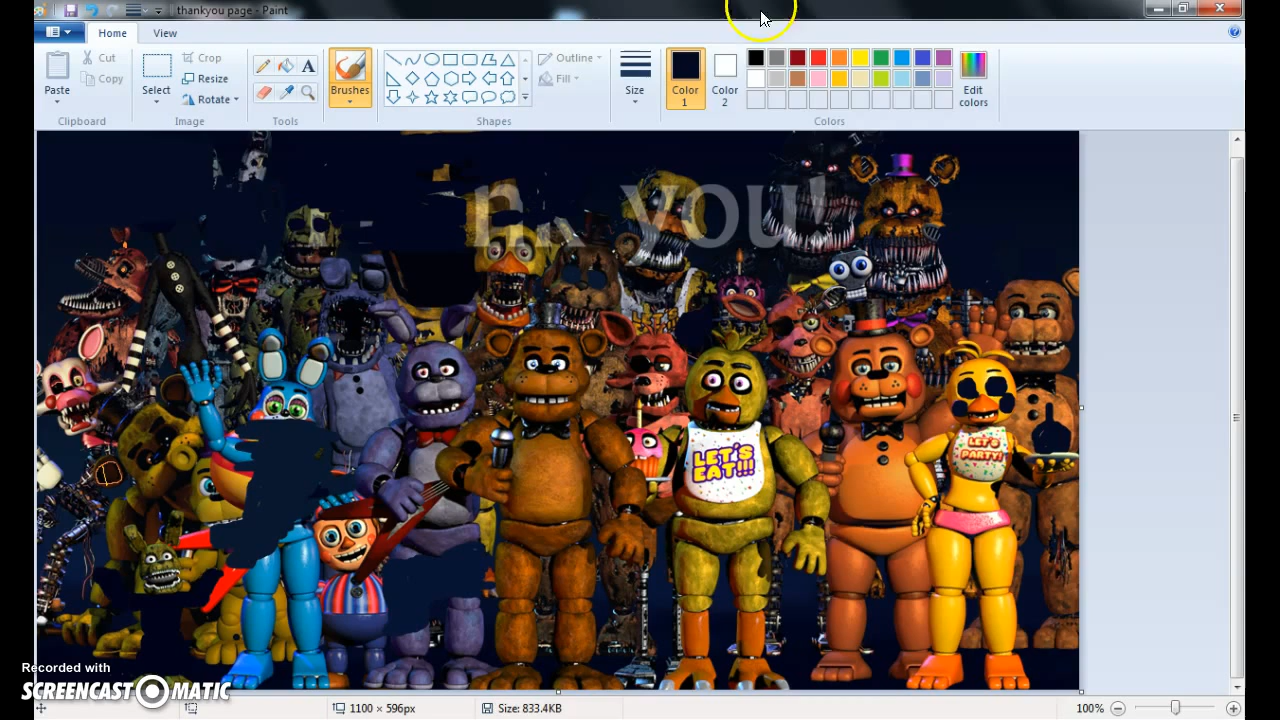 thankyou page - Paint
Home View
Paste
Cut
Copy
Clipboard
Select
Crop
Resize
Rotate
Image
A
Tools
Brushes
Outline
Fill
Shapes
Size
Color 1
Color 2
Edit colors
Colors
you!
LET'S EAT!!!
LET'S PARTY!
Recorded with
SCREENCAST MATIC
1100 × 596px
Size: 833.4KB
100%